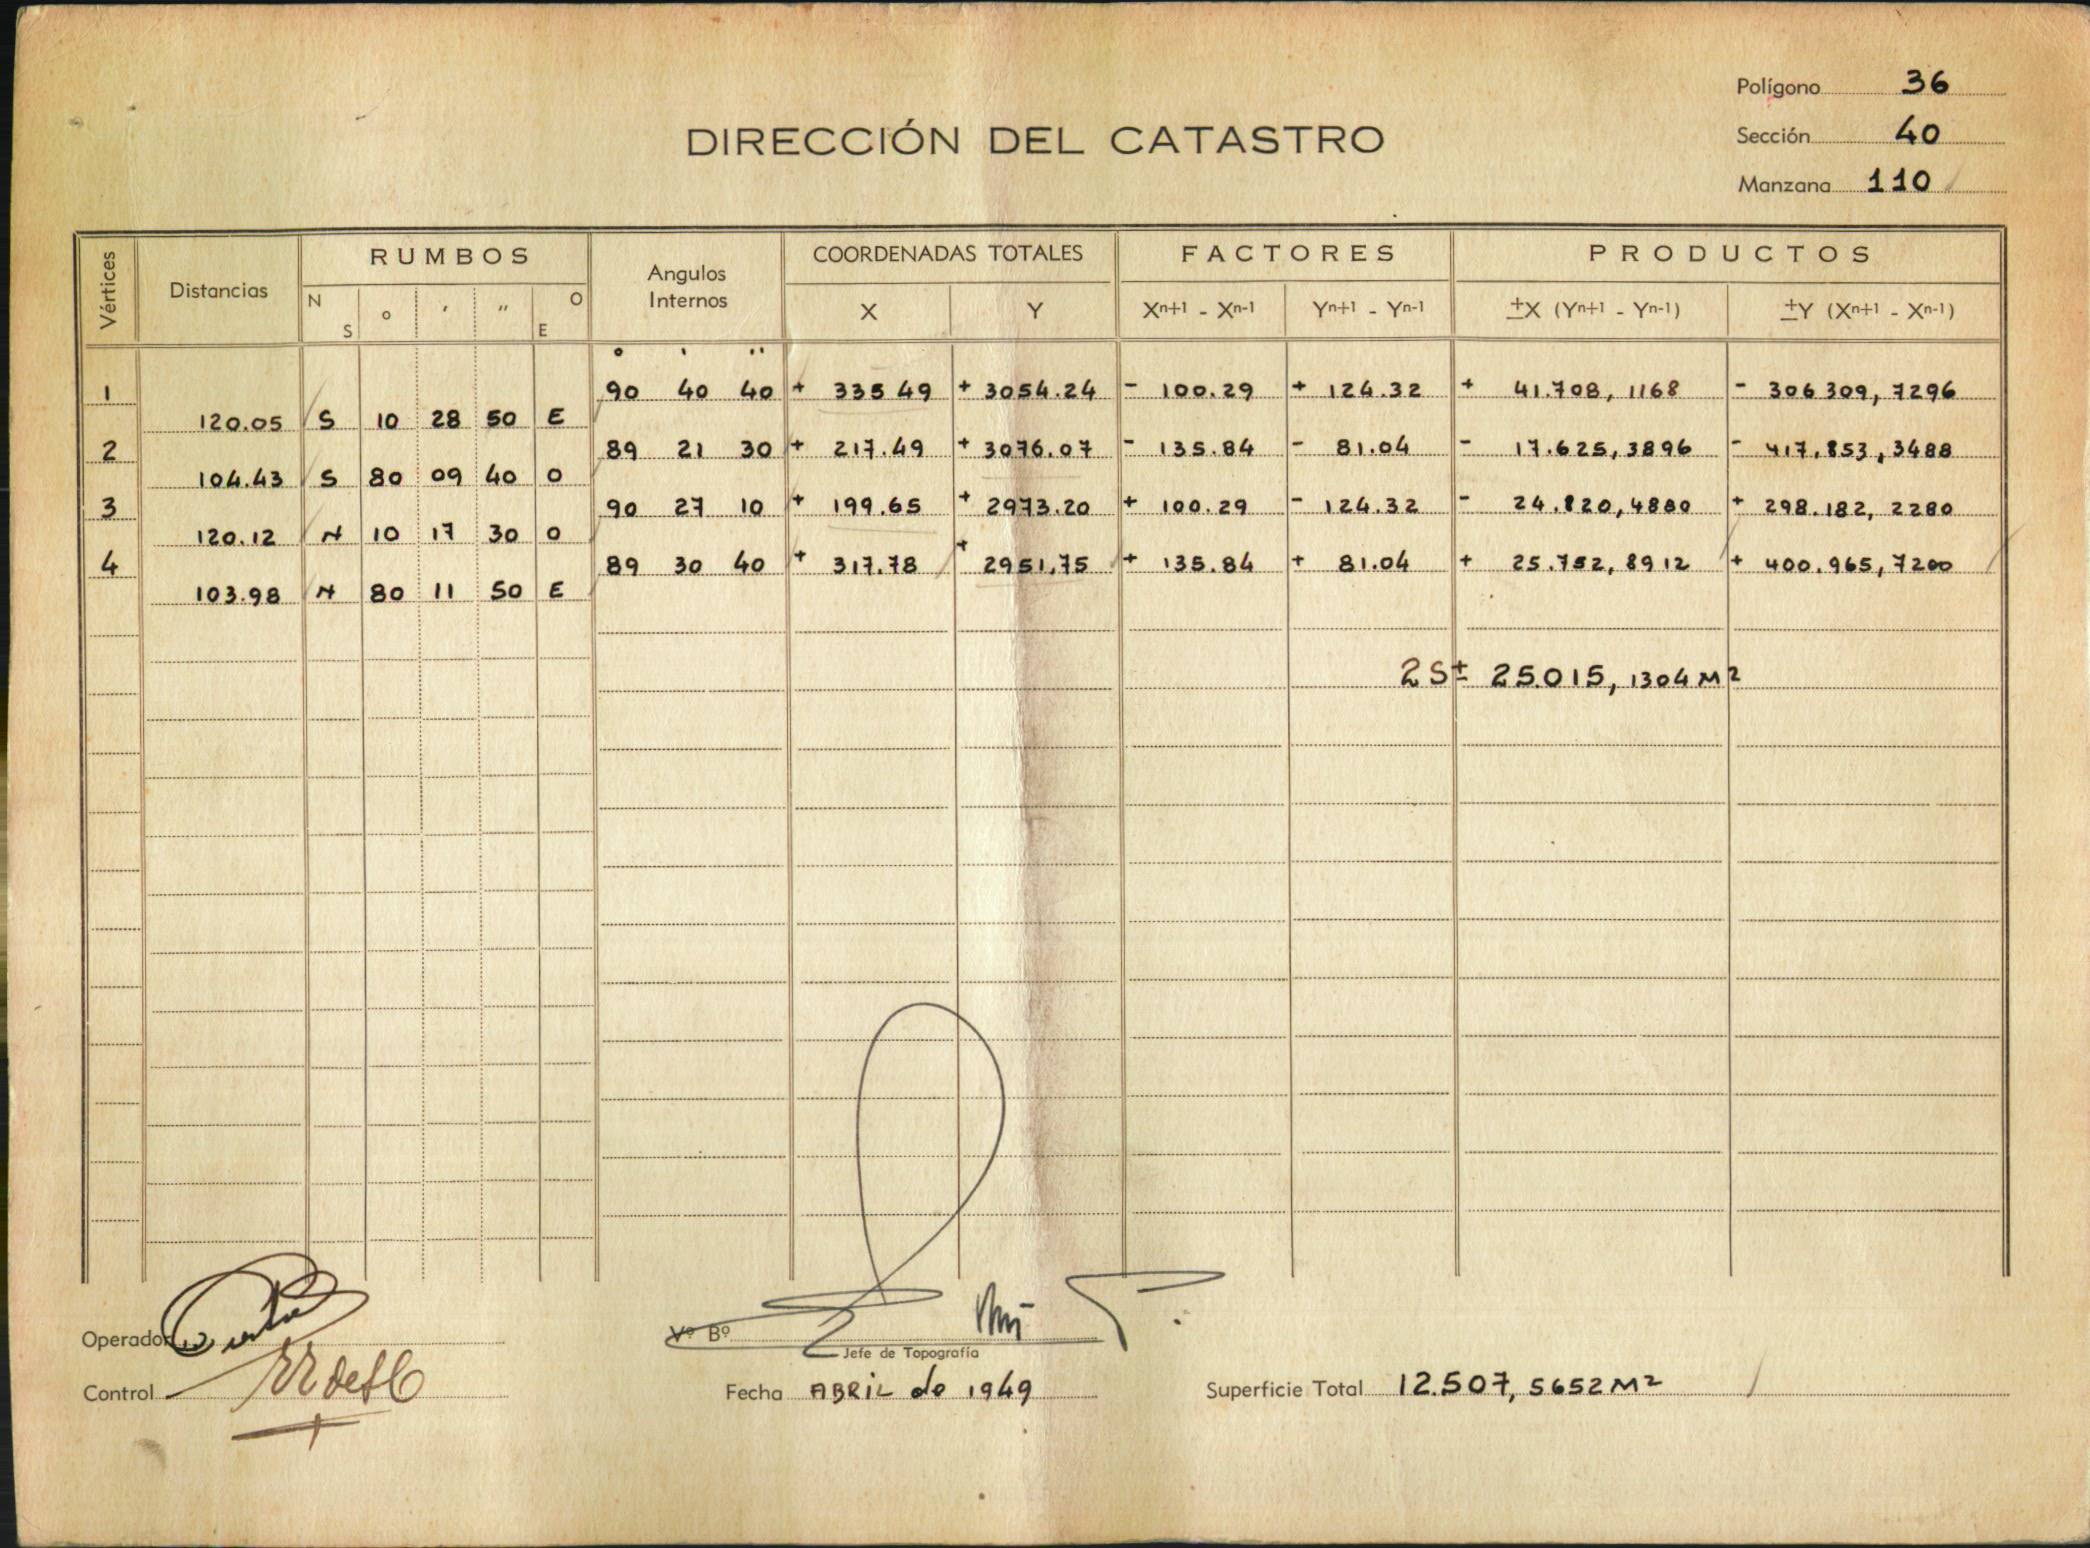 Polígono 36
DIRECCIÓN DEL CATASTRO
Sección 40
Manzana 110
Vértices Distancias RUMBOS Angulos Internos COORDENADAS TOTALES FACTORES PRODUCTOS
N S ° ′ ″ O E X Y Xn+1 - Xn-1 Yn+1 - Yn-1 ±X (Yn+1 - Yn-1) ±Y (Xn+1 - Xn-1)
° ' "
1 90 40 40 + 335 49 + 3054.24 - 100.29 + 124.32 + 41.708, 1168 - 306 309, 7296
120.05 S 10 28 50 E
2 89 21 30 + 217.49 + 3076.07 - 135.84 - 81.04 - 17.625, 3896 - 417.853, 3488
104.43 S 80 09 40 O
3 90 27 10 + 199.65 + 2973.20 + 100.29 - 124.32 - 24.820, 4880 + 298.182, 2280
120.12 N 10 17 30 O
4 89 30 40 + 317.78 + 2951,75 + 135.84 + 81.04 + 25.752, 8912 + 400.965, 7200
103.98 N 80 11 50 E
2S± 25.015, 1304 M2
Operador
Vº Bº
Jefe de Topografía
Control
Fecha ABRIL de 1949
Superficie Total 12.507, 5652 M2